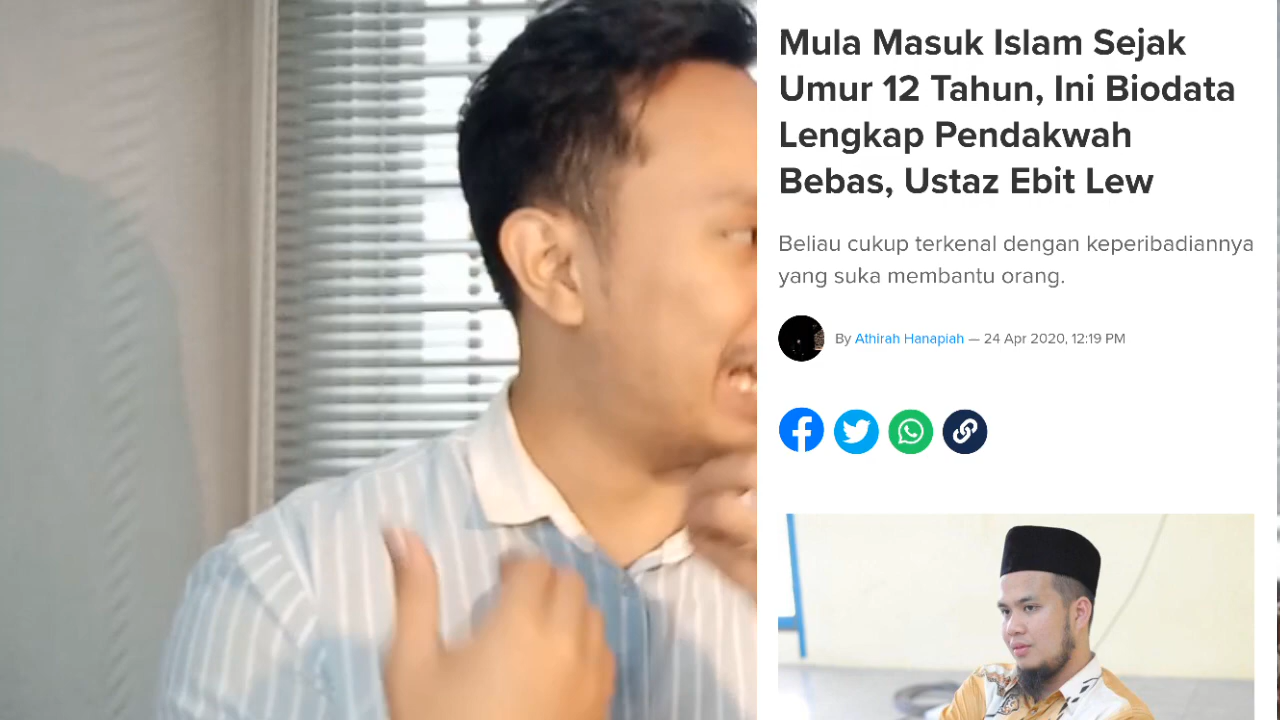 Mula Masuk Islam Sejak
Umur 12 Tahun, Ini Biodata
Lengkap Pendakwah
Bebas, Ustaz Ebit Lew
Beliau cukup terkenal dengan keperibadiannya
yang suka membantu orang.
By Athirah Hanapiah — 24 Apr 2020, 12:19 PM